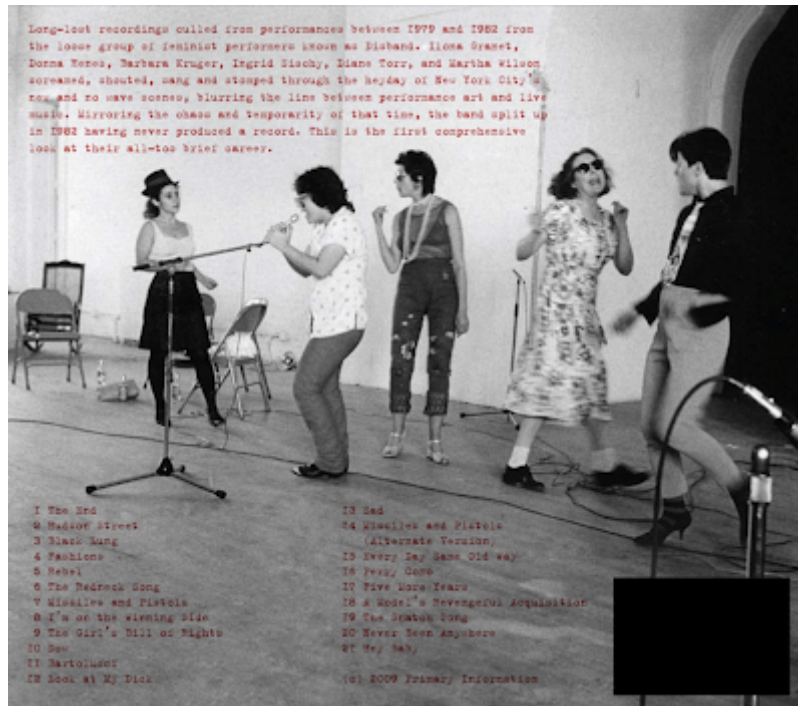 Long-lost recordings culled from performances between 1979 and 1982 from
the loose group of feminist performers known as Disband. Ilona Granet,
Donna Henes, Barbara Kruger, Ingrid Sischy, Diane Torr, and Martha Wilson
screamed, shouted, sang and stomped through the heyday of New York City's
new and no wave scenes, blurring the line between performance art and live
music. Mirroring the chaos and temporarity of that time, the band split up
in 1982 having never produced a record. This is the first comprehensive
look at their all-too brief career.
1 The End
2 Hudson Street
3 Black Lung
4 Fashions
5 Rebel
6 The Redneck Song
7 Missiles and Pistols
8 I'm on the winning Side
9 The Girl's Bill of Rights
10 Sow
11 Bartolucci
12 Look at My Dick
13 Sad
14 Missiles and Pistols
(Alternate Version)
15 Every Day Same Old way
16 Perry Como
17 Five More Years
18 A Model's Revengeful Acquisition
19 The Snatch Song
20 Never Been Anywhere
21 Hey Baby
(c) 2009 Primary Information